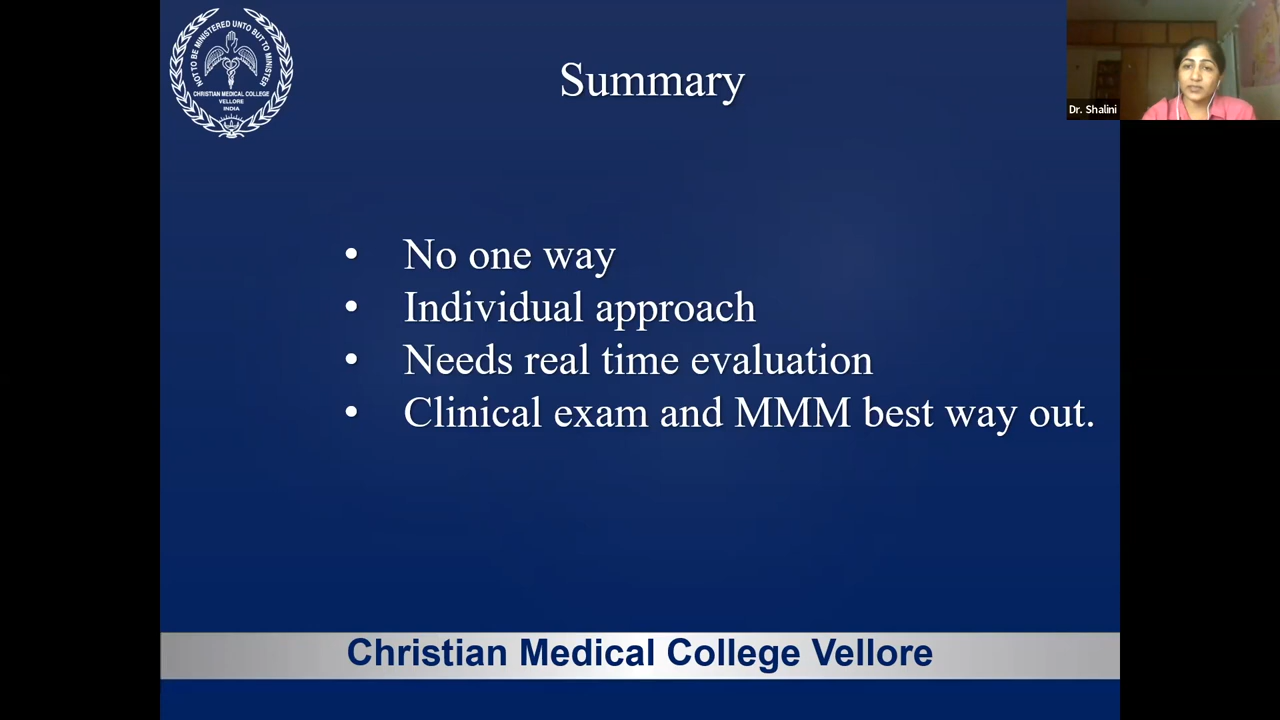 NOT TO BE MINISTERED UNTO BUT TO MINISTER
CHRISTIAN MEDICAL COLLEGE
VELLORE
INDIA
Summary
Dr. Shalini
• No one way
• Individual approach
• Needs real time evaluation
• Clinical exam and MMM best way out.
Christian Medical College Vellore